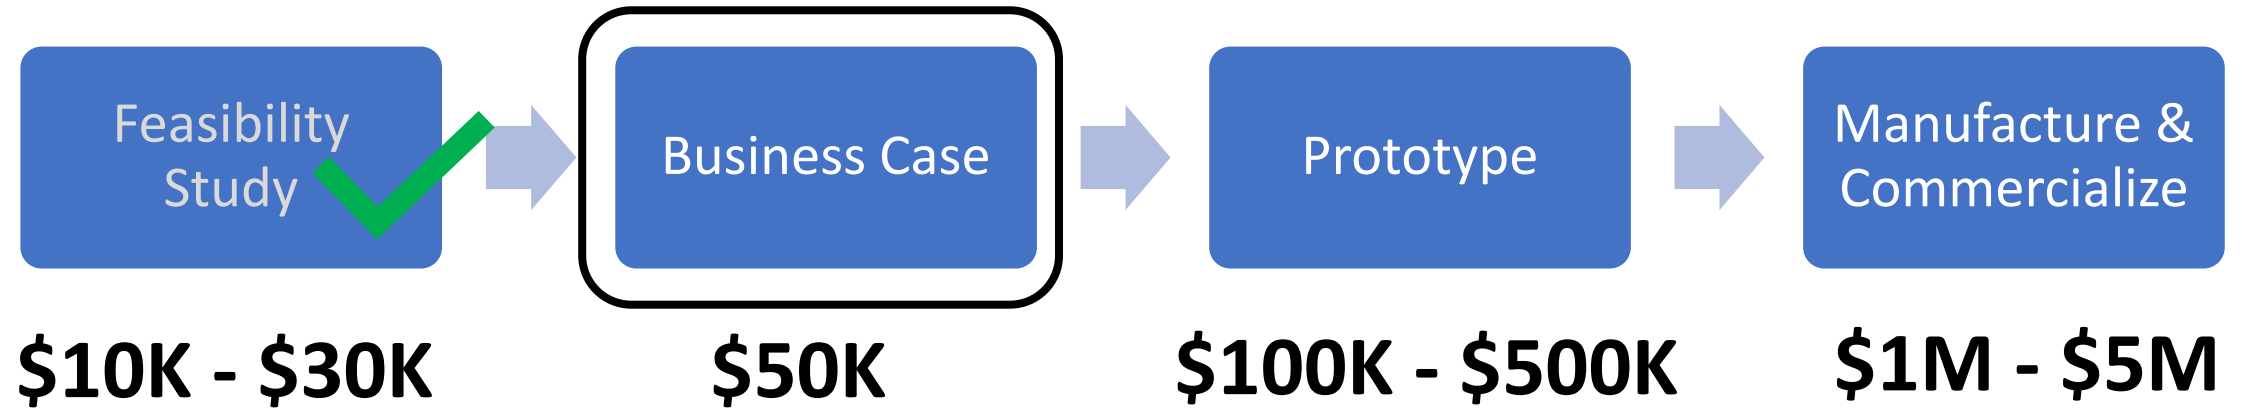 Feasibility
Study
Business Case
Prototype
Manufacture &
Commercialize
$10K - $30K
$50K
$100K - $500K
$1M - $5M